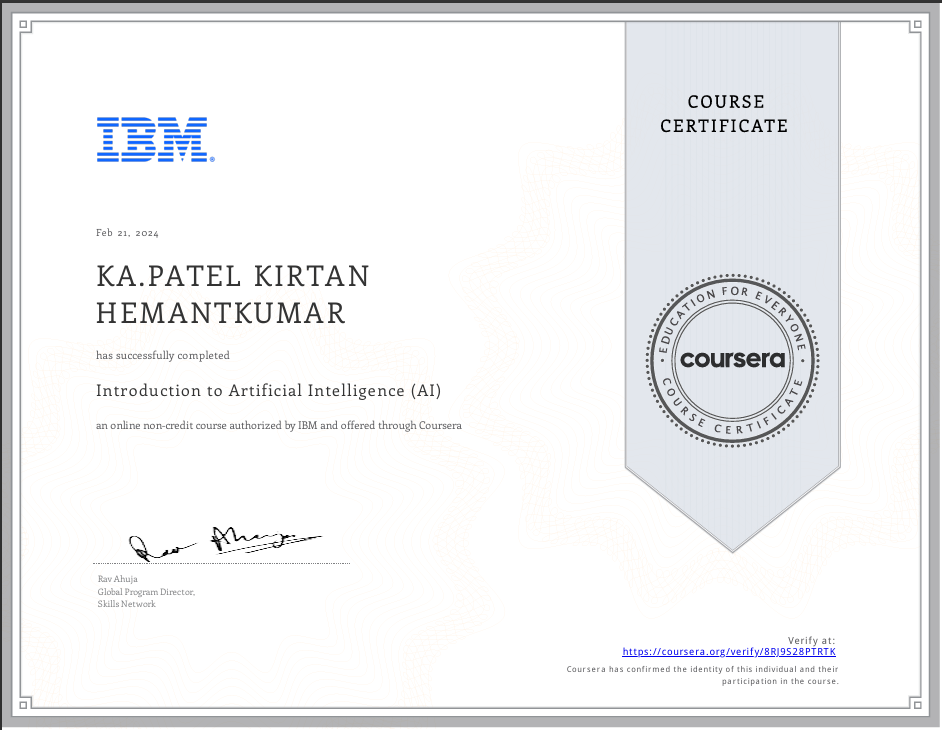 COURSE
CERTIFICATE
IBM
Feb 21, 2024
KA.PATEL KIRTAN
HEMANTKUMAR
has successfully completed
Introduction to Artificial Intelligence (AI)
an online non-credit course authorized by IBM and offered through Coursera
EDUCATION FOR EVERYONE
coursera
COURSE CERTIFICATE
Rav Ahuja
Rav Ahuja
Global Program Director,
Skills Network
Verify at:
https://coursera.org/verify/8RJ9S28PTRTK
Coursera has confirmed the identity of this individual and their
participation in the course.